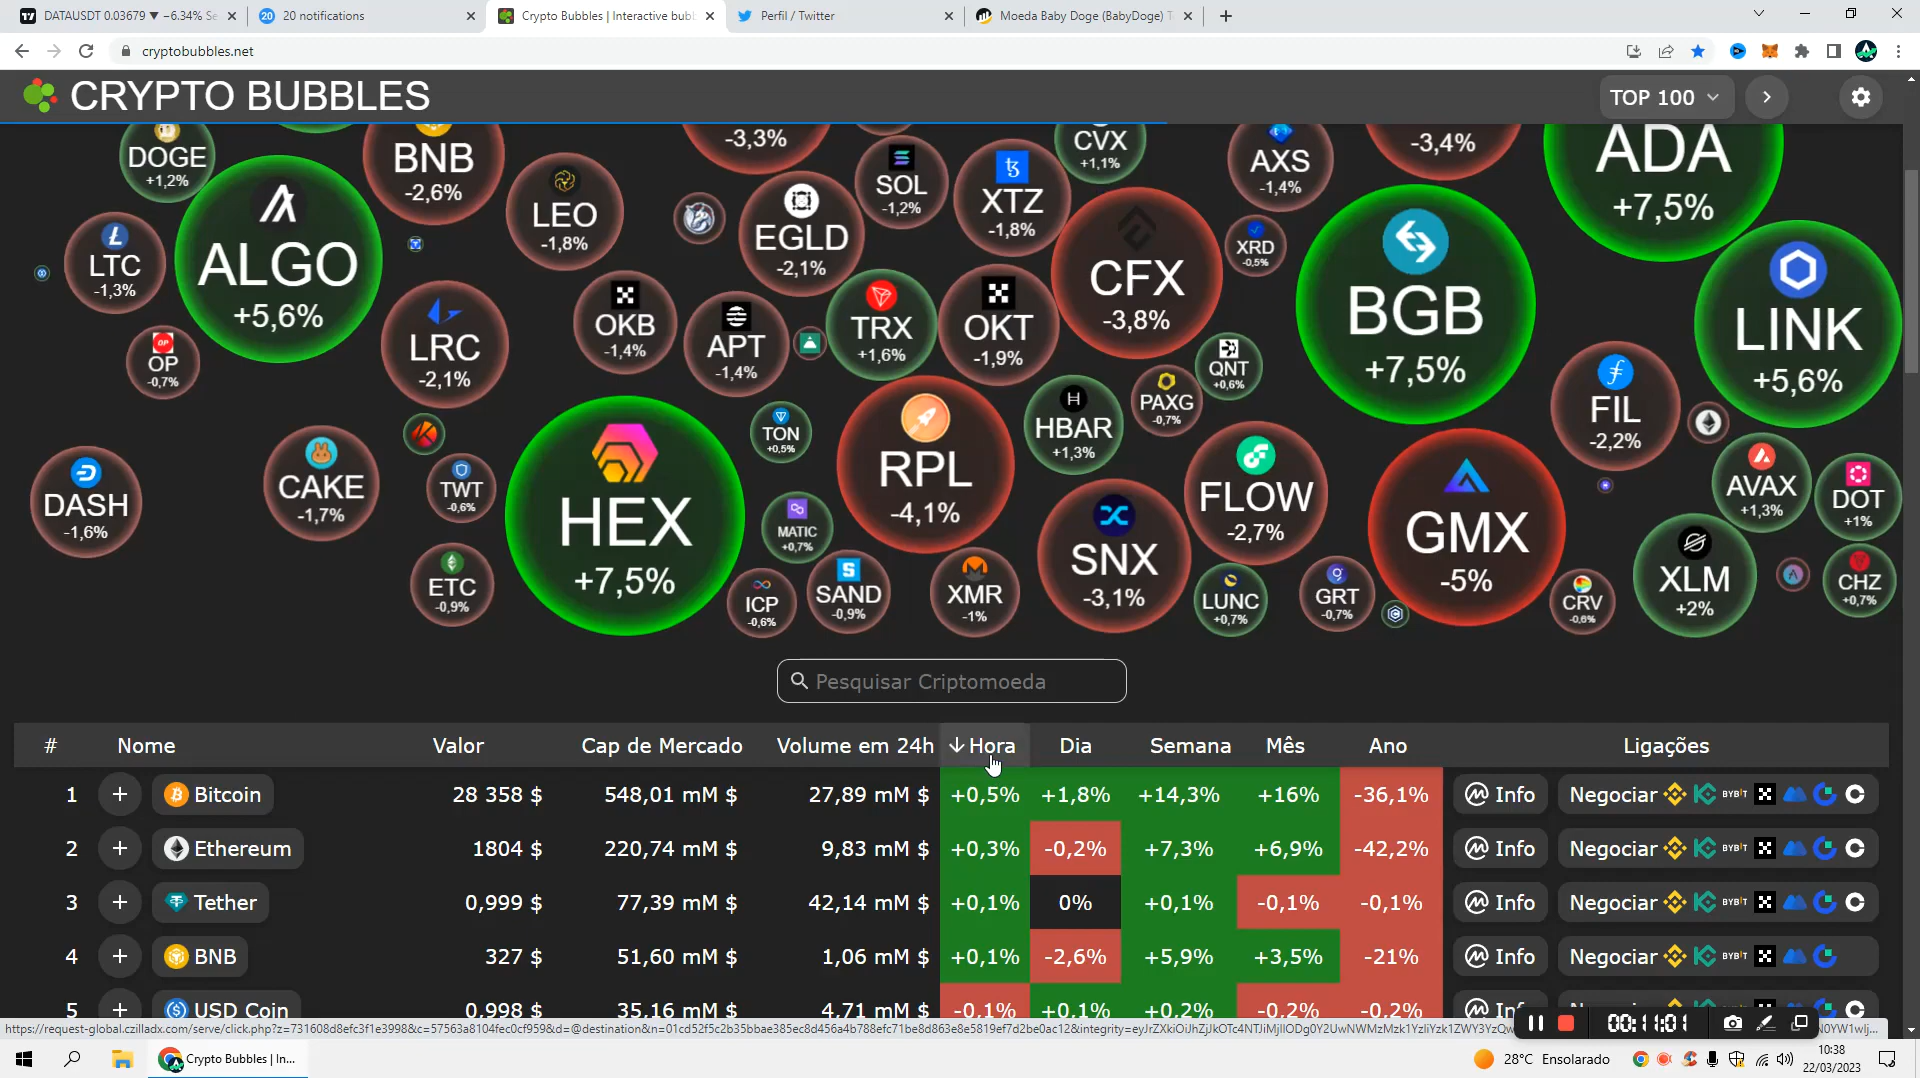 DATAUSDT 0.03679 ▼ −6.34% Se
20 notifications
Crypto Bubbles | Interactive bub
Perfil / Twitter
Moeda Baby Doge (BabyDoge) T
cryptobubbles.net
CRYPTO BUBBLES
TOP 100
DOGE
+1,2%
BNB
-2,6%
-3,3%
CVX
+1,1%
AXS
-1,4%
-3,4%
ADA
+7,5%
LTC
-1,3%
ALGO
+5,6%
LEO
-1,8%
EGLD
-2,1%
SOL
-1,2%
XTZ
-1,8%
CFX
-3,8%
XRD
-0,5%
BGB
+7,5%
LINK
+5,6%
OP
-0,7%
LRC
-2,1%
OKB
-1,4%
APT
-1,4%
TRX
+1,6%
OKT
-1,9%
QNT
+0,6%
FIL
-2,2%
DASH
-1,6%
CAKE
-1,7%
TWT
-0,6%
HEX
+7,5%
TON
+0,5%
RPL
-4,1%
HBAR
+1,3%
PAXG
-0,7%
FLOW
-2,7%
GMX
-5%
AVAX
+1,3%
DOT
+1%
ETC
-0,9%
MATIC
+0,7%
ICP
-0,6%
SAND
-0,9%
XMR
-1%
SNX
-3,1%
LUNC
+0,7%
GRT
-0,7%
CRV
-0,6%
XLM
+2%
CHZ
+0,7%
Pesquisar Criptomoeda
# Nome Valor Cap de Mercado Volume em 24h ↓ Hora Dia Semana Mês Ano Ligações
1 + Bitcoin 28 358 $ 548,01 mM $ 27,89 mM $ +0,5% +1,8% +14,3% +16% -36,1% Info Negociar BYBIT
2 + Ethereum 1804 $ 220,74 mM $ 9,83 mM $ +0,3% -0,2% +7,3% +6,9% -42,2% Info Negociar BYBIT
3 + Tether 0,999 $ 77,39 mM $ 42,14 mM $ +0,1% 0% +0,1% -0,1% -0,1% Info Negociar BYBIT
4 + BNB 327 $ 51,60 mM $ 1,06 mM $ +0,1% -2,6% +5,9% +3,5% -21% Info Negociar BYBIT
5 + USD Coin 0,998 $ 35,16 mM $ 4,71 mM $ -0,1% +0,1% +0,2% -0,2% -0,2%
00:11:01
Crypto Bubbles | In...
28°C Ensolarado
10:38
22/03/2023